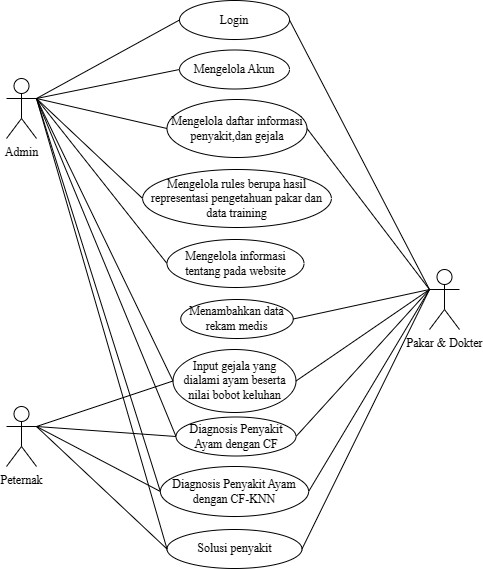 Login
Mengelola Akun
Mengelola daftar informasi
penyakit,dan gejala
Admin
Mengelola rules berupa hasil
representasi pengetahuan pakar dan
data training
Mengelola informasi
tentang pada website
Menambahkan data
rekam medis
Pakar & Dokter
Input gejala yang
dialami ayam beserta
nilai bobot keluhan
Diagnosis Penyakit
Ayam dengan CF
Peternak
Diagnosis Penyakit Ayam
dengan CF-KNN
Solusi penyakit